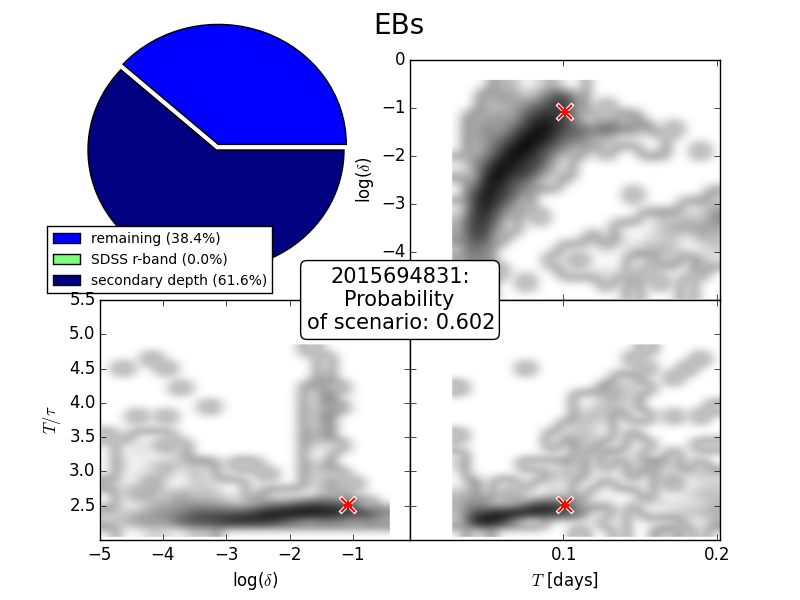 EBs
remaining (38.4%)
SDSS r-band (0.0%)
secondary depth (61.6%)
0
−1
−2
−3
−4
log(δ)
2015694831:
Probability
of scenario: 0.602
5.5
5.0
4.5
4.0
3.5
3.0
2.5
T/τ
−5
−4
−3
−2
−1
log(δ)
0.1
0.2
T [days]